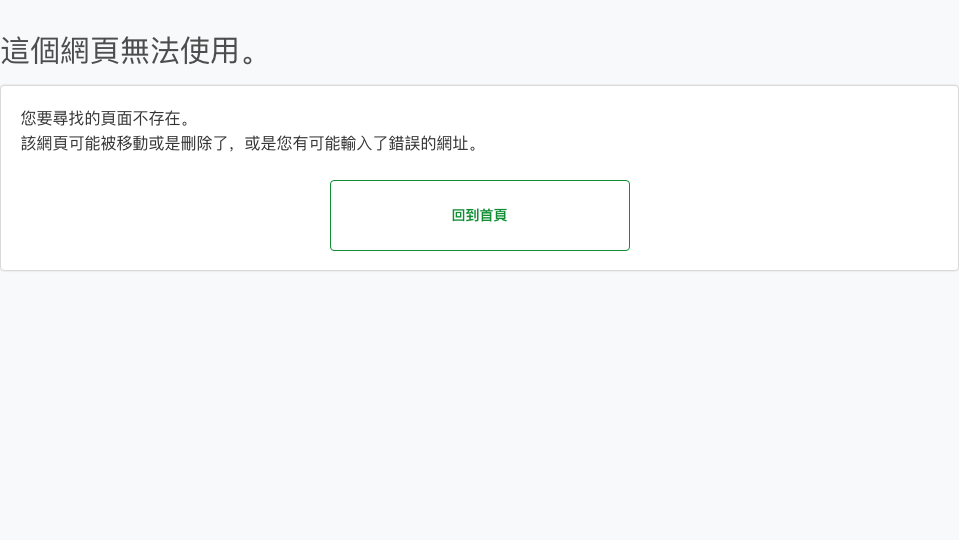 這個網頁無法使用。
您要尋找的頁面不存在。
該網頁可能被移動或是刪除了，或是您有可能輸入了錯誤的網址。
回到首頁